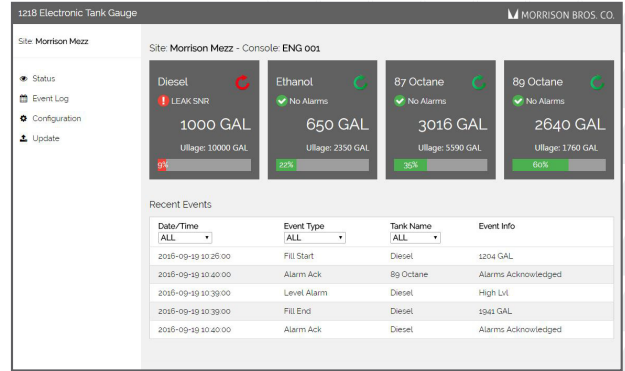 1218 Electronic Tank Gauge
MORRISON BROS. CO.
Site: Morrison Mezz
Status
Event Log
Configuration
Update
Site: Morrison Mezz - Console: ENG 001
Diesel
LEAK SNR
1000 GAL
Ullage: 10000 GAL
9%
Ethanol
No Alarms
650 GAL
Ullage: 2350 GAL
22%
87 Octane
No Alarms
3016 GAL
Ullage: 5590 GAL
35%
89 Octane
No Alarms
2640 GAL
Ullage: 1760 GAL
60%
Recent Events
Date/Time Event Type Tank Name Event Info
ALL ALL ALL
2016-09-19 10:26:00 Fill Start Diesel 1204 GAL
2016-09-19 10:40:00 Alarm Ack 89 Octane Alarms Acknowledged
2016-09-19 10:39:00 Level Alarm Diesel High Lvl
2016-09-19 10:39:00 Fill End Diesel 1941 GAL
2016-09-19 10:40:00 Alarm Ack Diesel Alarms Acknowledged